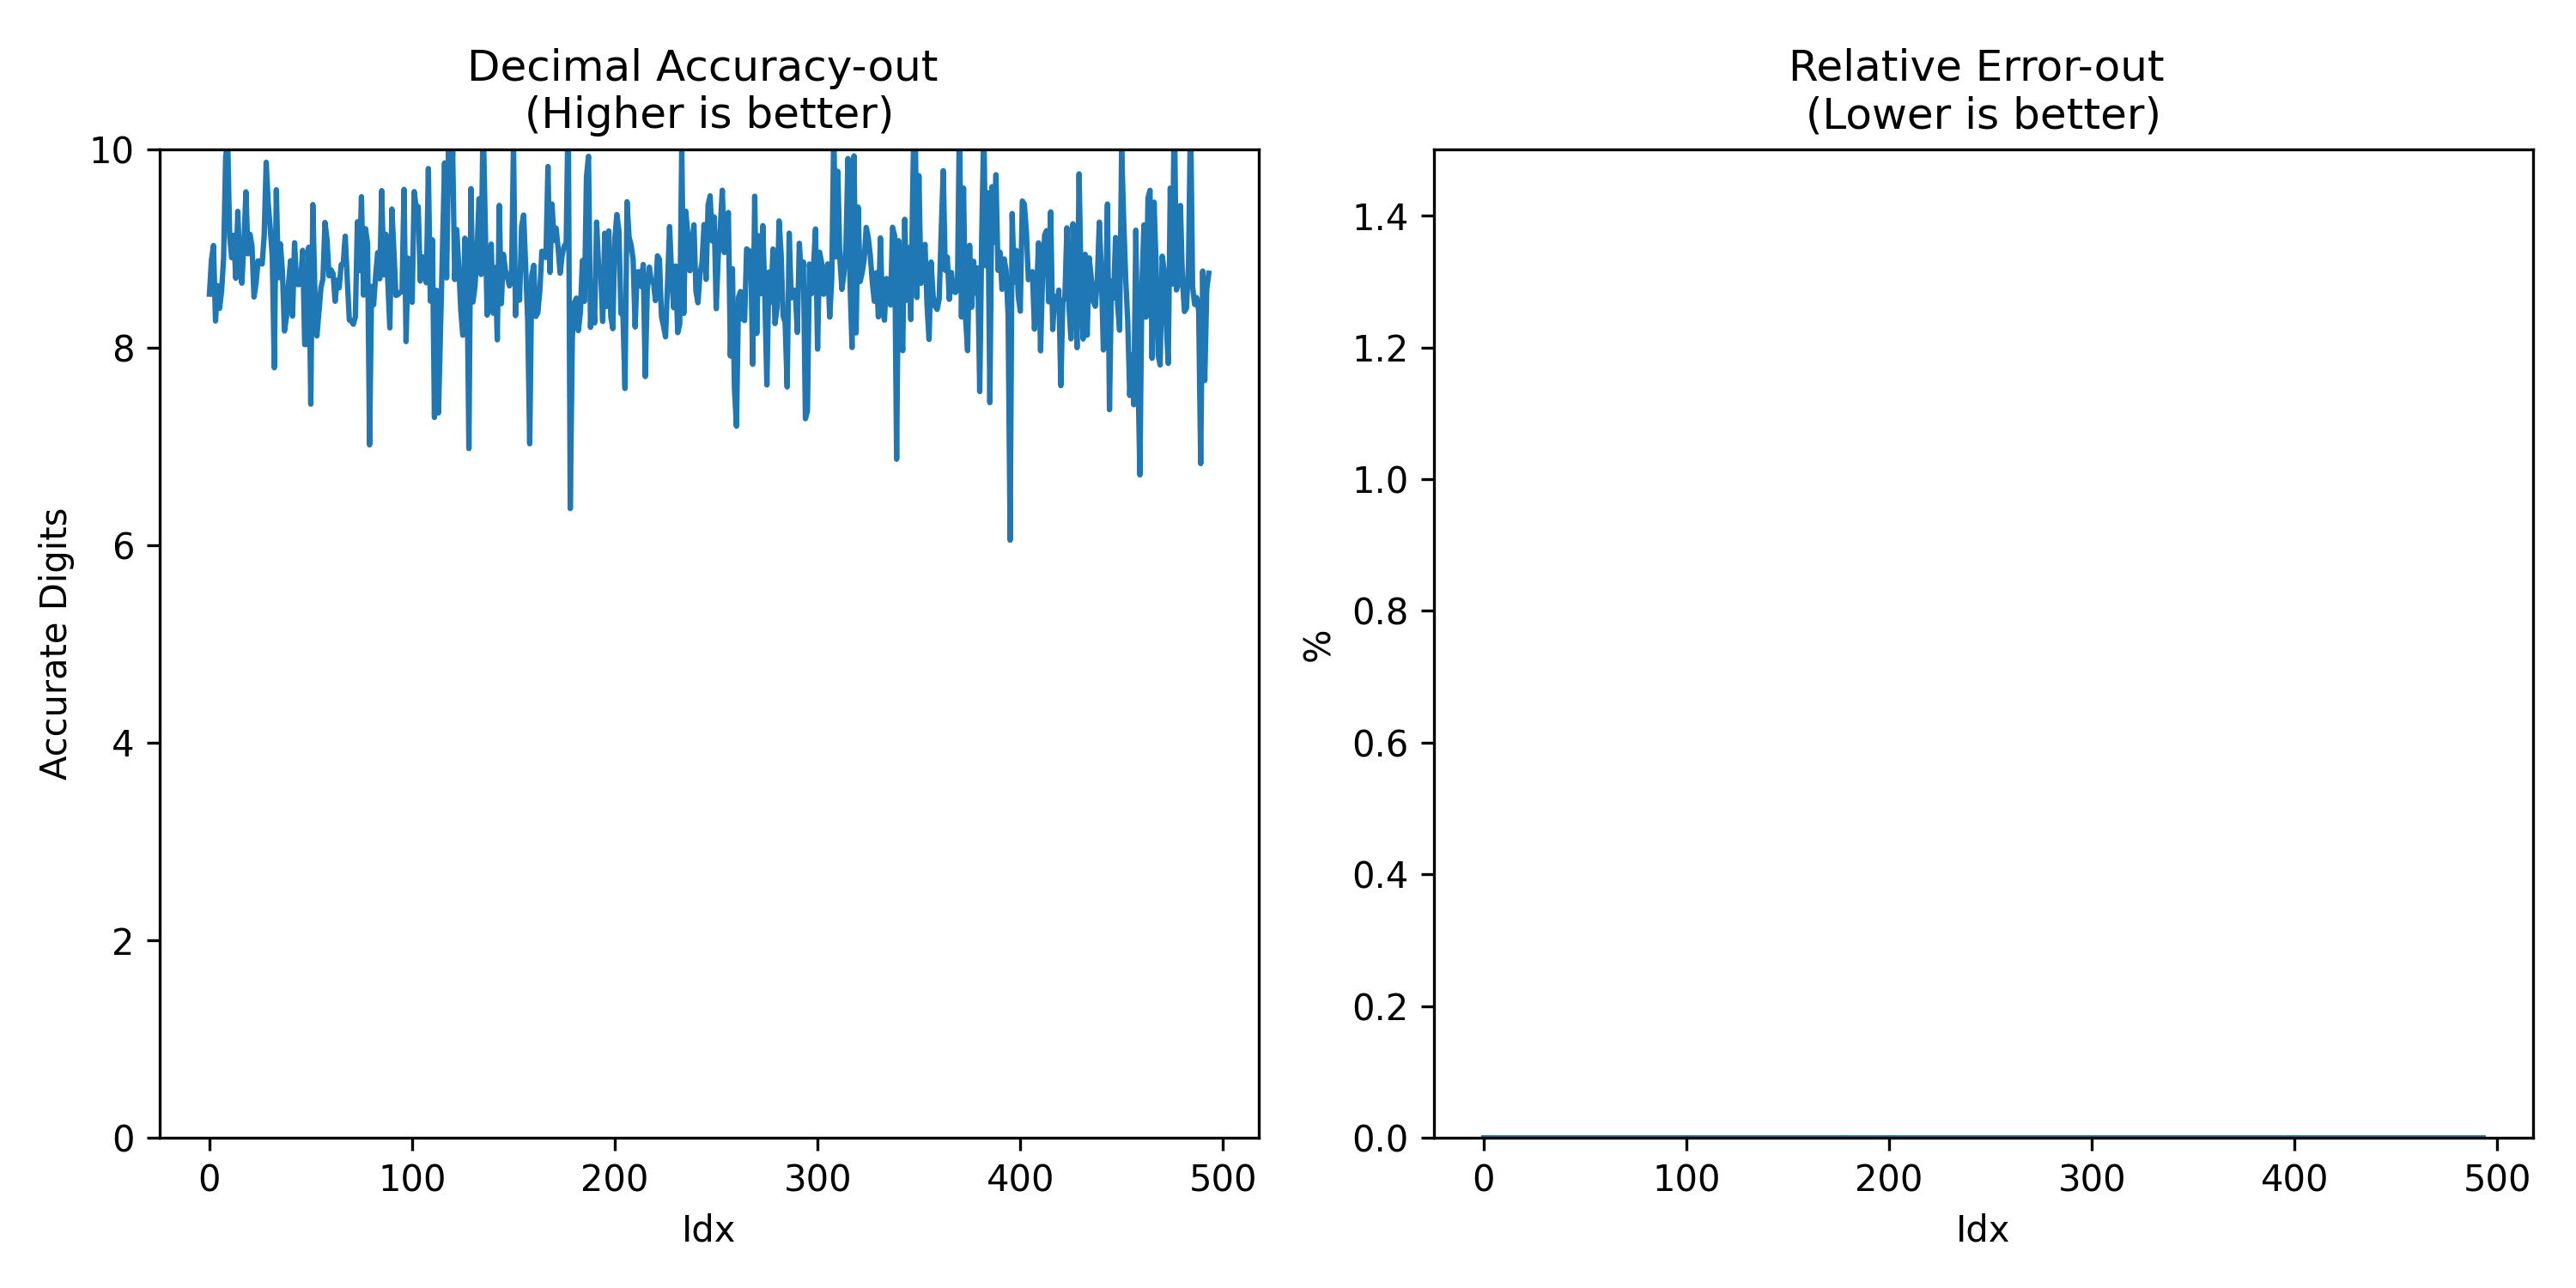 Decimal Accuracy-out
(Higher is better)
Accurate Digits
10
8
6
4
2
0
0 100 200 300 400 500
Idx
Relative Error-out
(Lower is better)
%
1.4
1.2
1.0
0.8
0.6
0.4
0.2
0.0
0 100 200 300 400 500
Idx